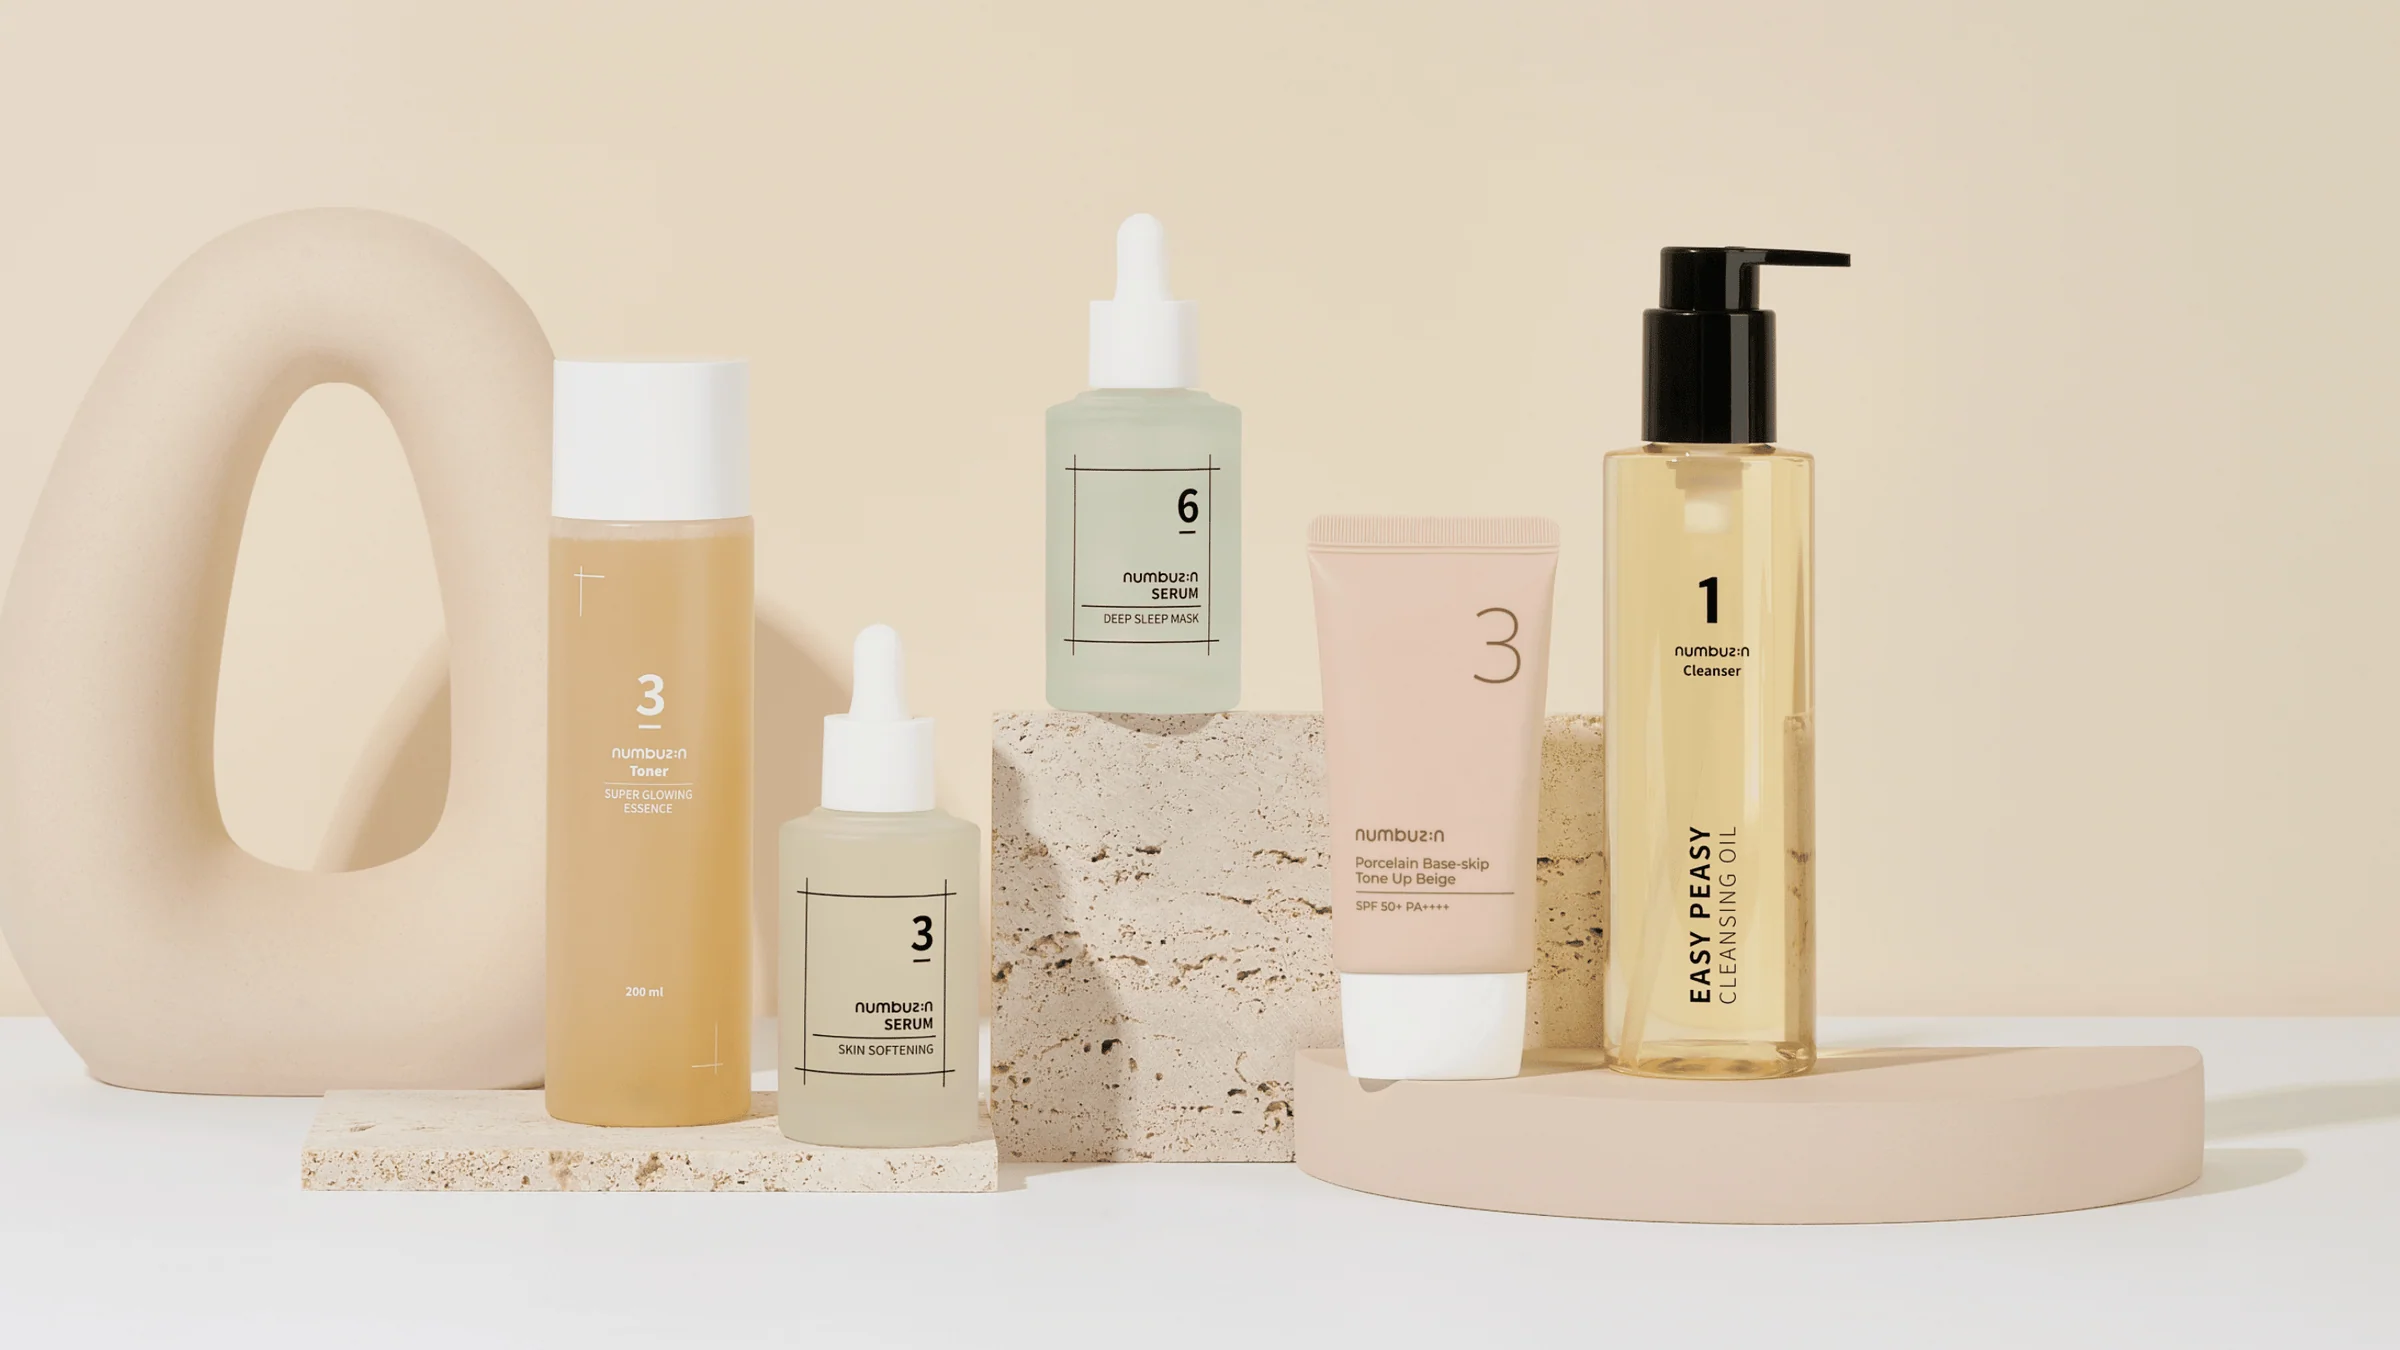 3
numbuz:n
Toner
SUPER GLOWING
ESSENCE
200 ml
3
numbuz:n
SERUM
SKIN SOFTENING
6
numbuz:n
SERUM
DEEP SLEEP MASK
3
numbuz:n
Porcelain Base-skip
Tone Up Beige
SPF 50+ PA++++
1
numbuz:n
Cleanser
EASY PEASY
CLEANSING OIL